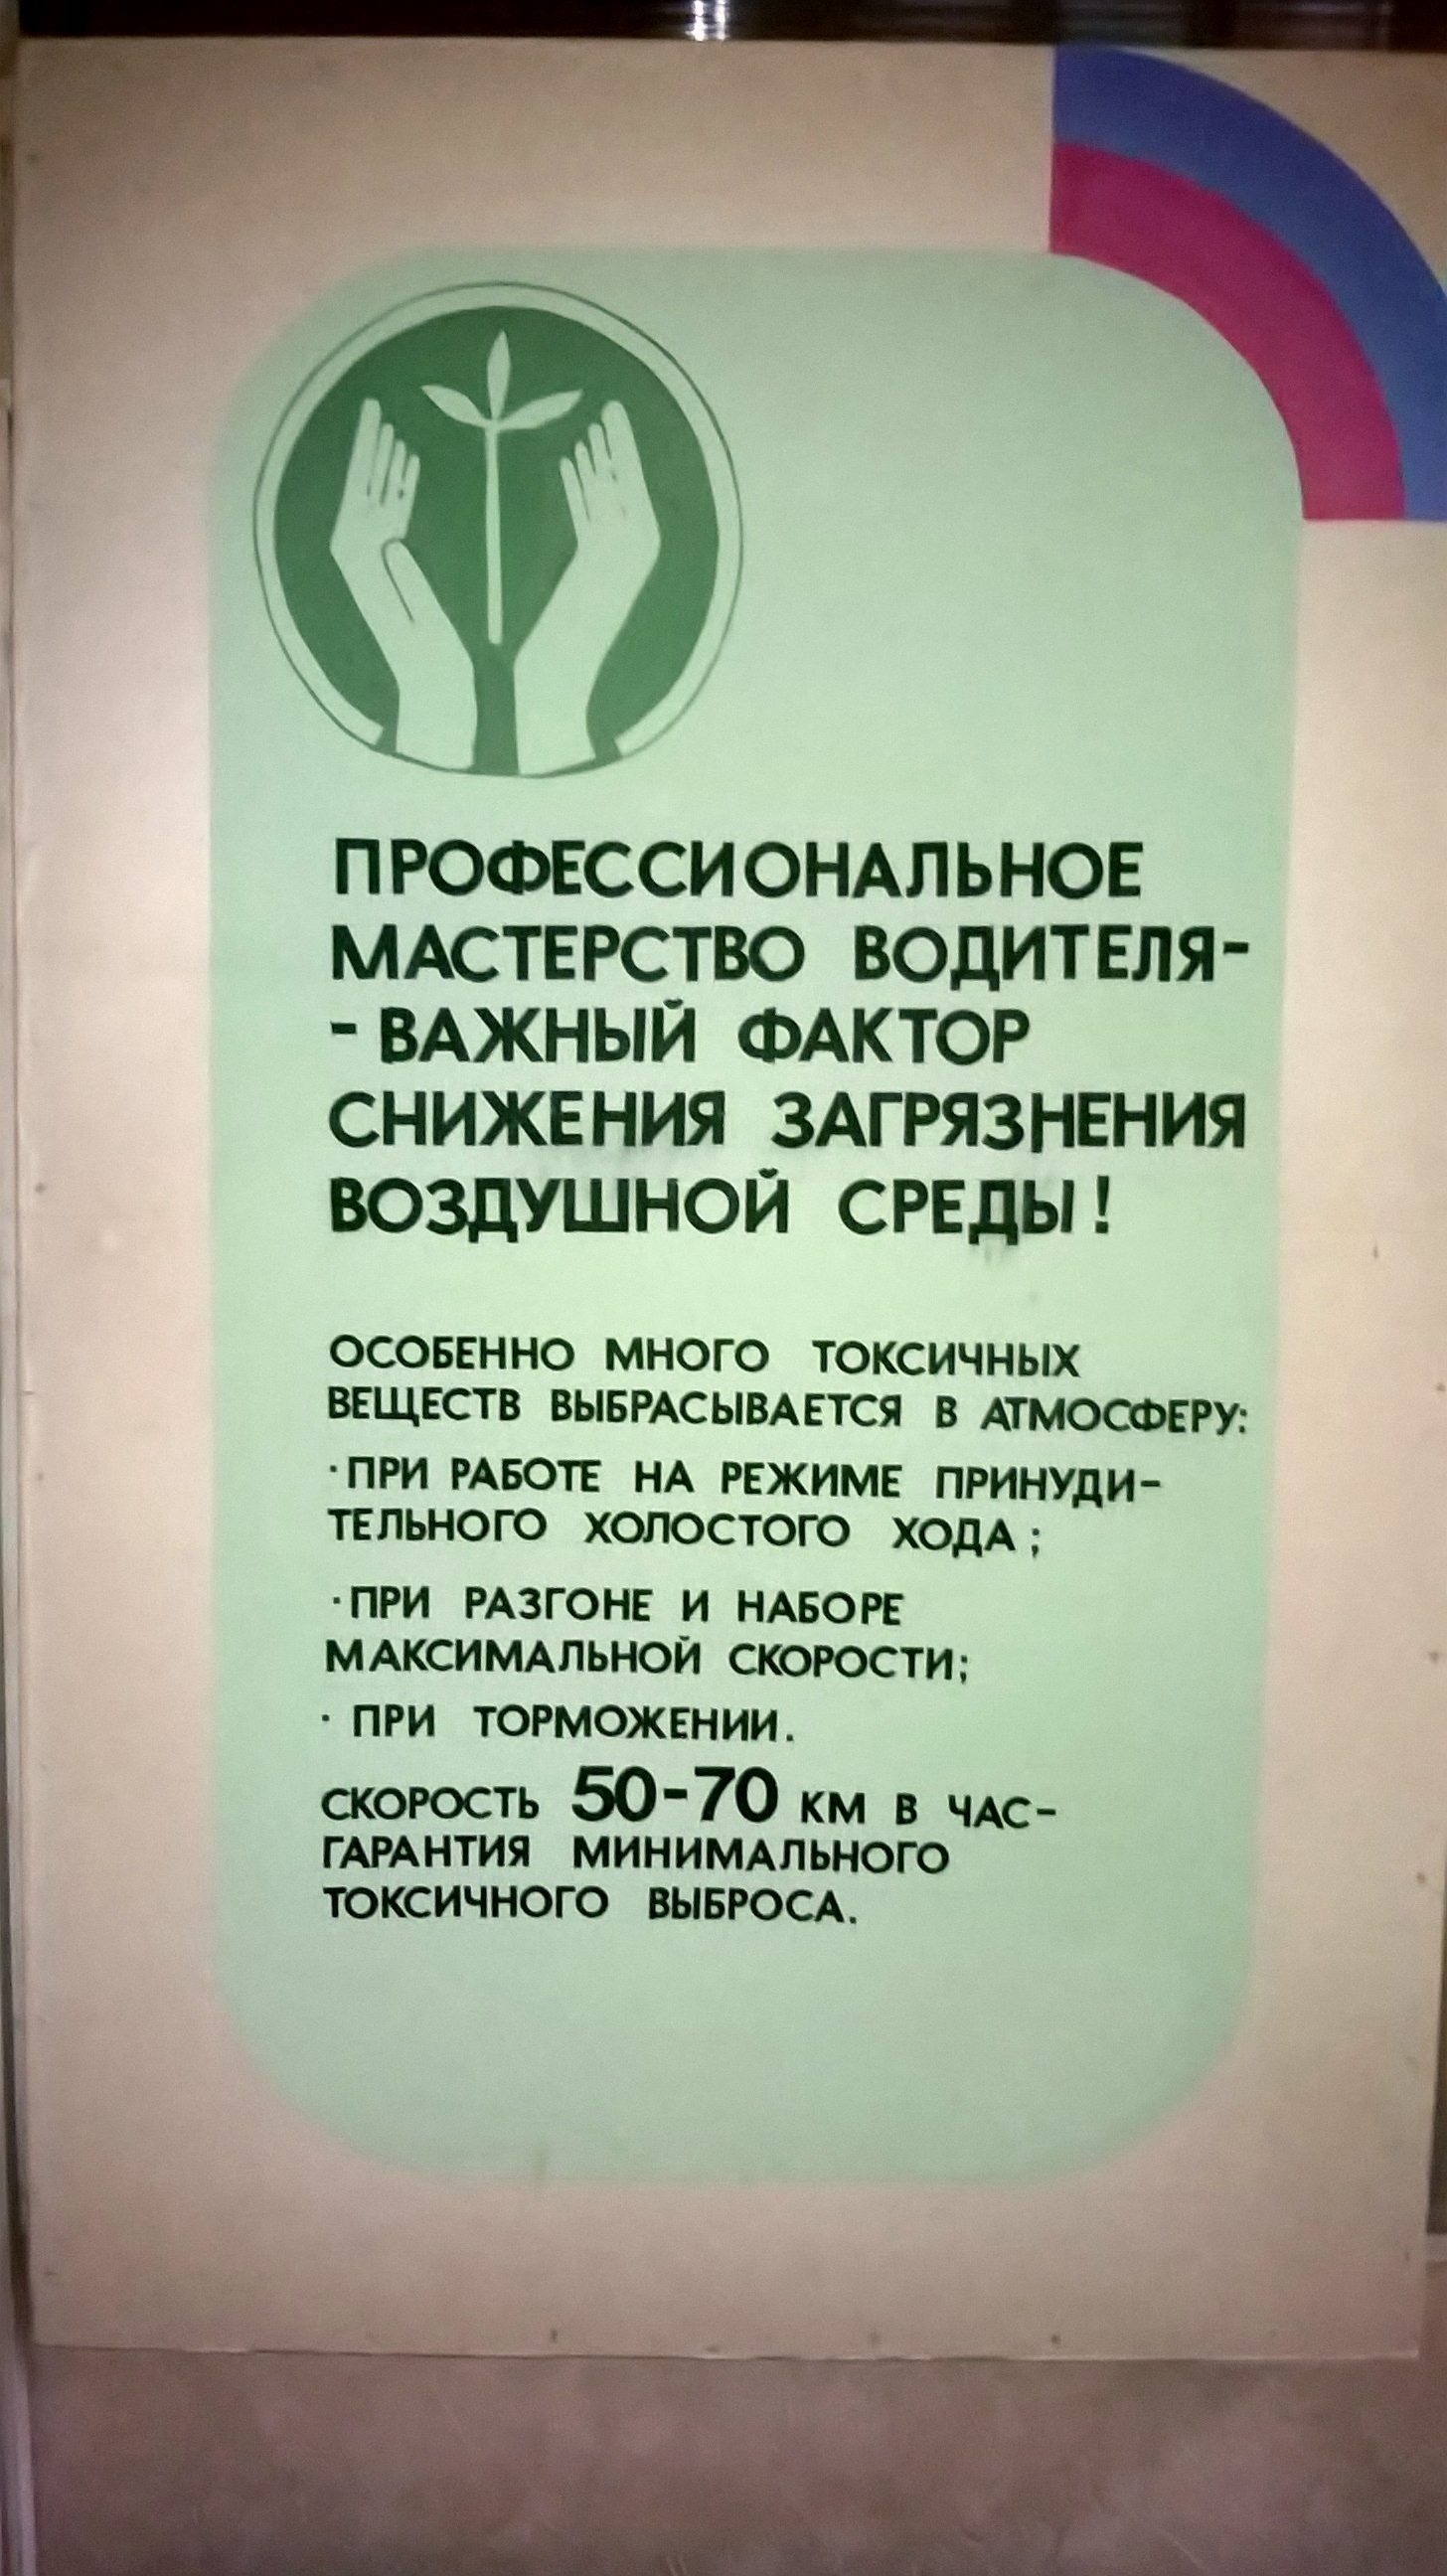 ПРОФЕССИОНАЛЬНОЕ
МАСТЕРСТВО ВОДИТЕЛЯ-
- ВАЖНЫЙ ФАКТОР
СНИЖЕНИЯ ЗАГРЯЗНЕНИЯ
ВОЗДУШНОЙ СРЕДЫ!
ОСОБЕННО МНОГО ТОКСИЧНЫХ
ВЕЩЕСТВ ВЫБРАСЫВАЕТСЯ В АТМОСФЕРУ:
·ПРИ РАБОТЕ НА РЕЖИМЕ ПРИНУДИ-
ТЕЛЬНОГО ХОЛОСТОГО ХОДА;
·ПРИ РАЗГОНЕ И НАБОРЕ
МАКСИМАЛЬНОЙ СКОРОСТИ;
· ПРИ ТОРМОЖЕНИИ.
СКОРОСТЬ 50-70 КМ В ЧАС-
ГАРАНТИЯ МИНИМАЛЬНОГО
ТОКСИЧНОГО ВЫБРОСА.